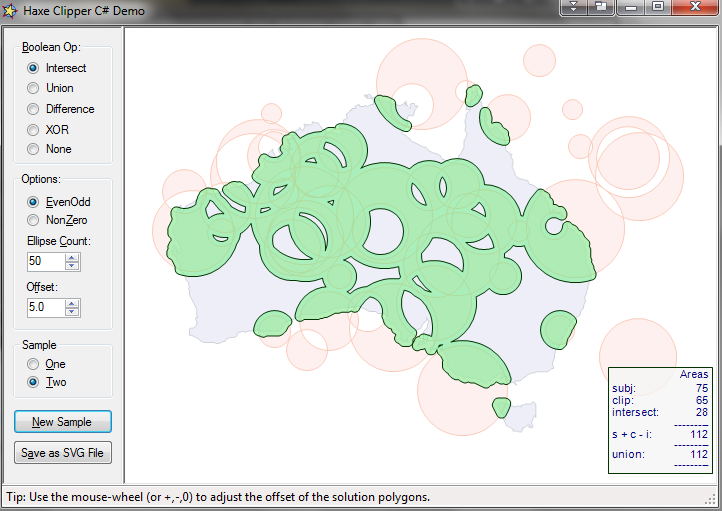 Haxe Clipper C# Demo
Boolean Op:
Intersect
Union
Difference
XOR
None
Options:
EvenOdd
NonZero
Ellipse Count:
50
Offset:
5.0
Sample
One
Two
New Sample
Save as SVG File
Areas
subj: 75
clip: 65
intersect: 28
---------
s + c - i: 112
---------
union: 112
---------
Tip: Use the mouse-wheel (or +,-,0) to adjust the offset of the solution polygons.